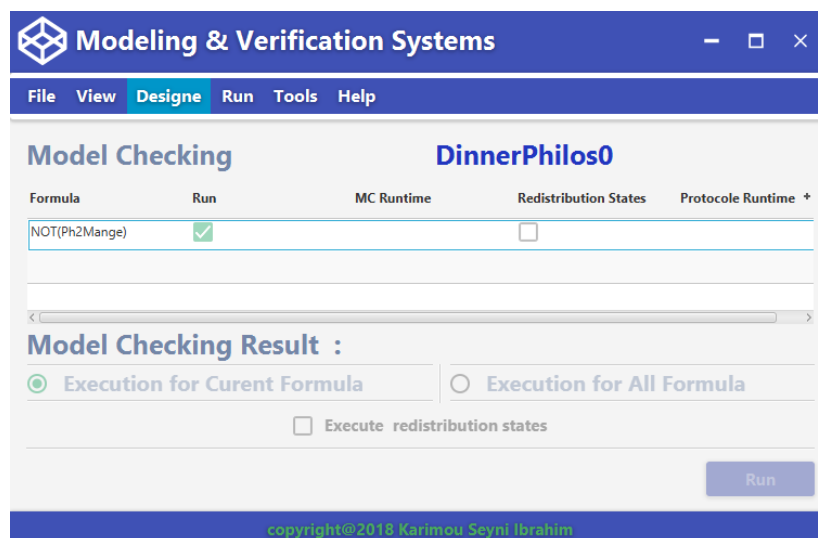 Modeling & Verification Systems
File View Designe Run Tools Help
Model Checking DinnerPhilos0
Formula Run MC Runtime Redistribution States Protocole Runtime +
NOT(Ph2Mange)
Model Checking Result :
Execution for Curent Formula Execution for All Formula
Execute redistribution states
Run
copyright@2018 Karimou Seyni Ibrahim